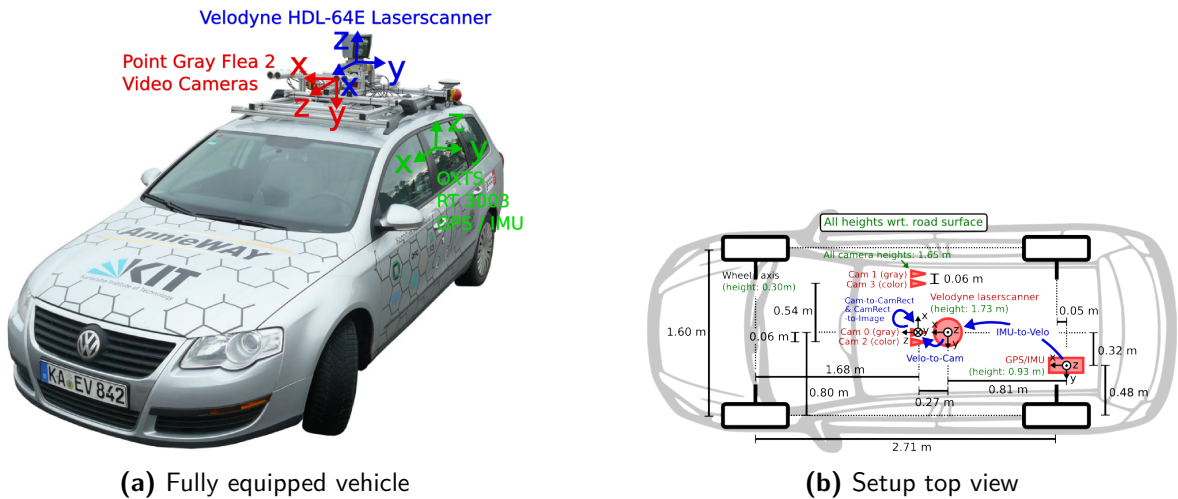 Velodyne HDL-64E Laserscanner
Point Gray Flea 2
Video Cameras
z
y
x
x
z
y
z
x
y
OXTS
RT 3003
GPS / IMU
AnnieWAY
KIT
Karlsruhe Institute of Technology
KA EV 842
(a) Fully equipped vehicle
All heights wrt. road surface
All camera heights: 1.65 m
Wheel axis
(height: 0.30m)
Cam 1 (gray)
Cam 3 (color)
0.06 m
Cam-to-CamRect
& CamRect
-to-Image
Velodyne laserscanner
(height: 1.73 m)
0.54 m
0.05 m
1.60 m
0.06 m
Cam 0 (gray)
Cam 2 (color)
x
z
y
x
z
y
IMU-to-Velo
Velo-to-Cam
0.32 m
GPS/IMU
(height: 0.93 m)
x
z
y
1.68 m
0.80 m
0.27 m
0.81 m
0.48 m
2.71 m
(b) Setup top view